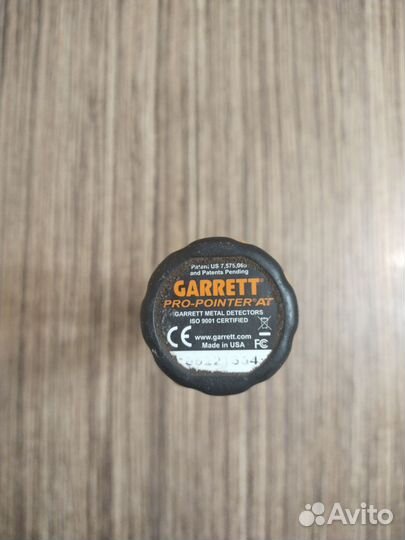 Patent US 7,575,065
and Patents Pending
GARRETT®
PRO-POINTER® AT
GARRETT METAL DETECTORS
ISO 9001 CERTIFIED
CE www.garrett.com FC
Made in USA
Avito